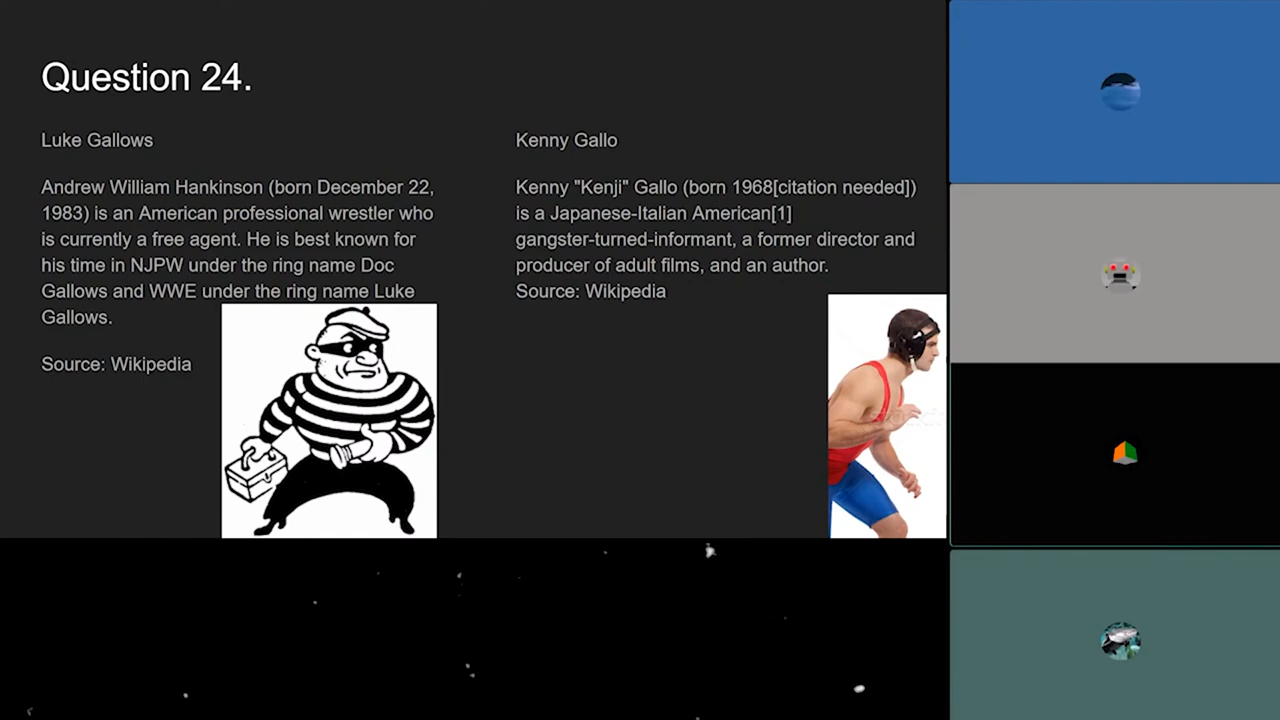 Question 24.
Luke Gallows
Andrew William Hankinson (born December 22,
1983) is an American professional wrestler who
is currently a free agent. He is best known for
his time in NJPW under the ring name Doc
Gallows and WWE under the ring name Luke
Gallows.
Source: Wikipedia
Kenny Gallo
Kenny "Kenji" Gallo (born 1968[citation needed])
is a Japanese-Italian American[1]
gangster-turned-informant, a former director and
producer of adult films, and an author.
Source: Wikipedia